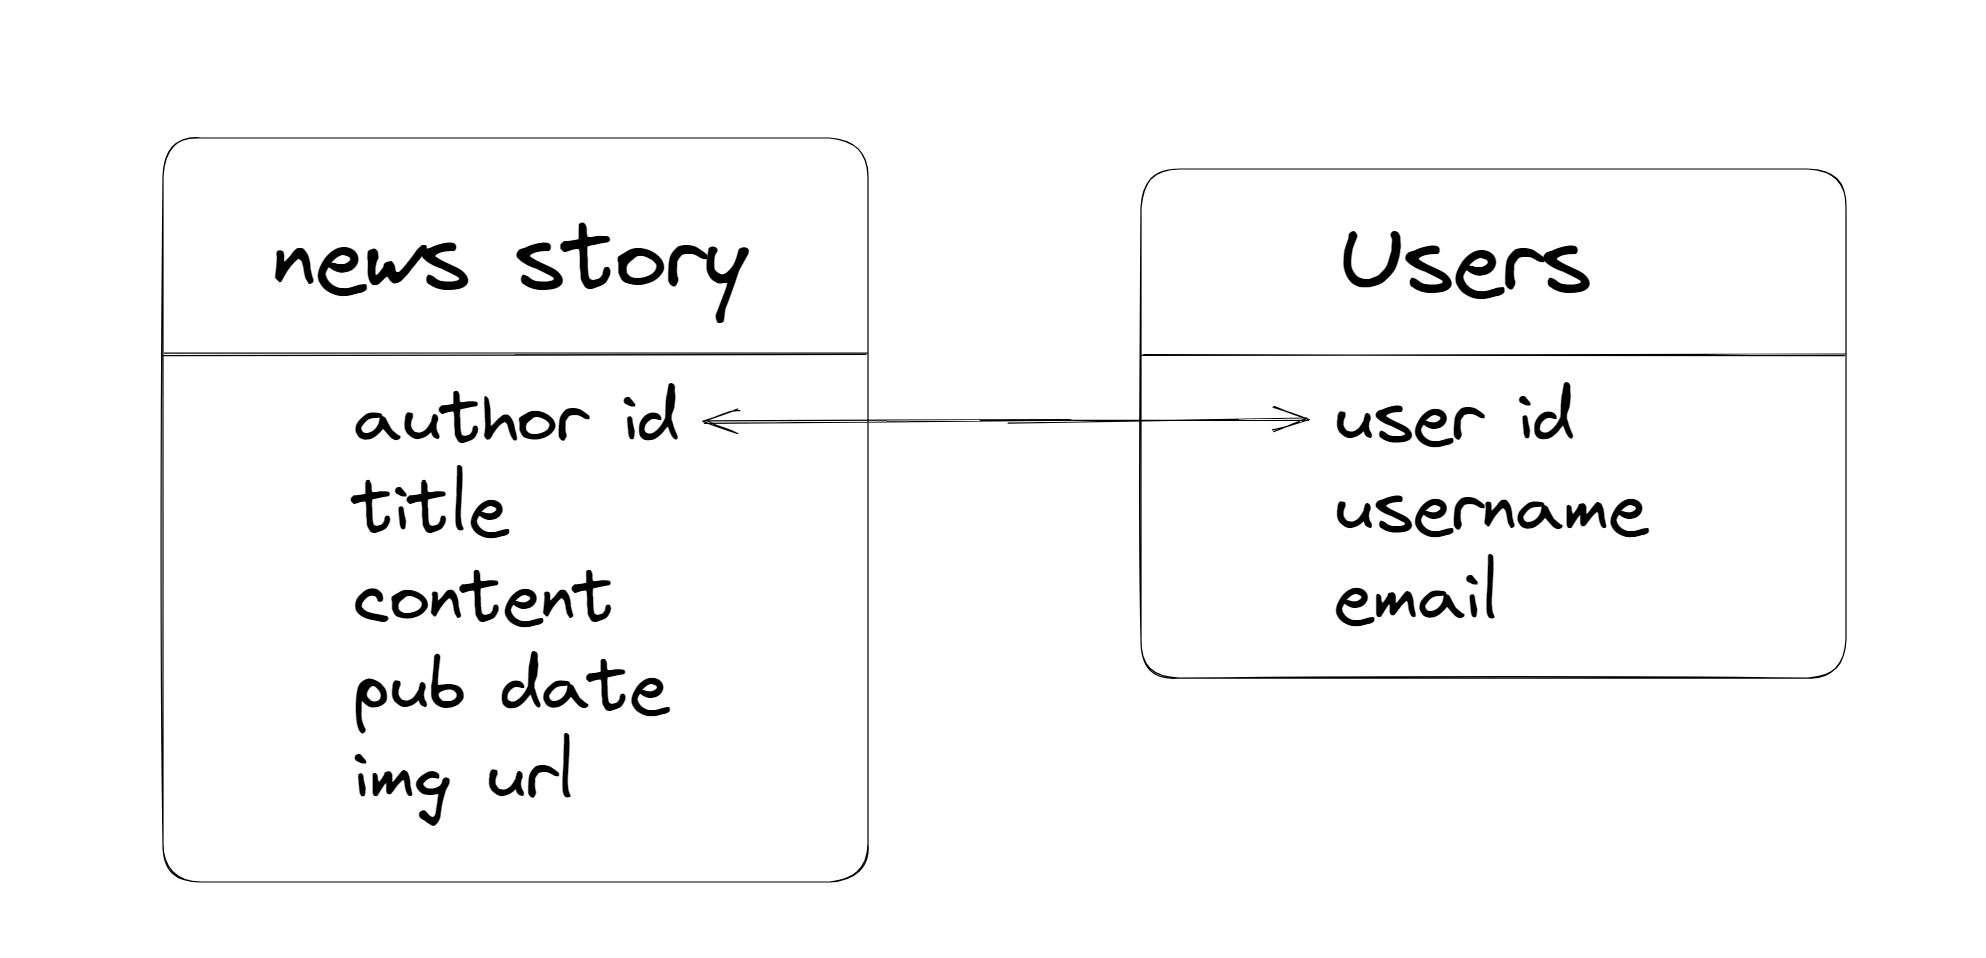 news story
author id
title
content
pub date
img url
Users
user id
username
email